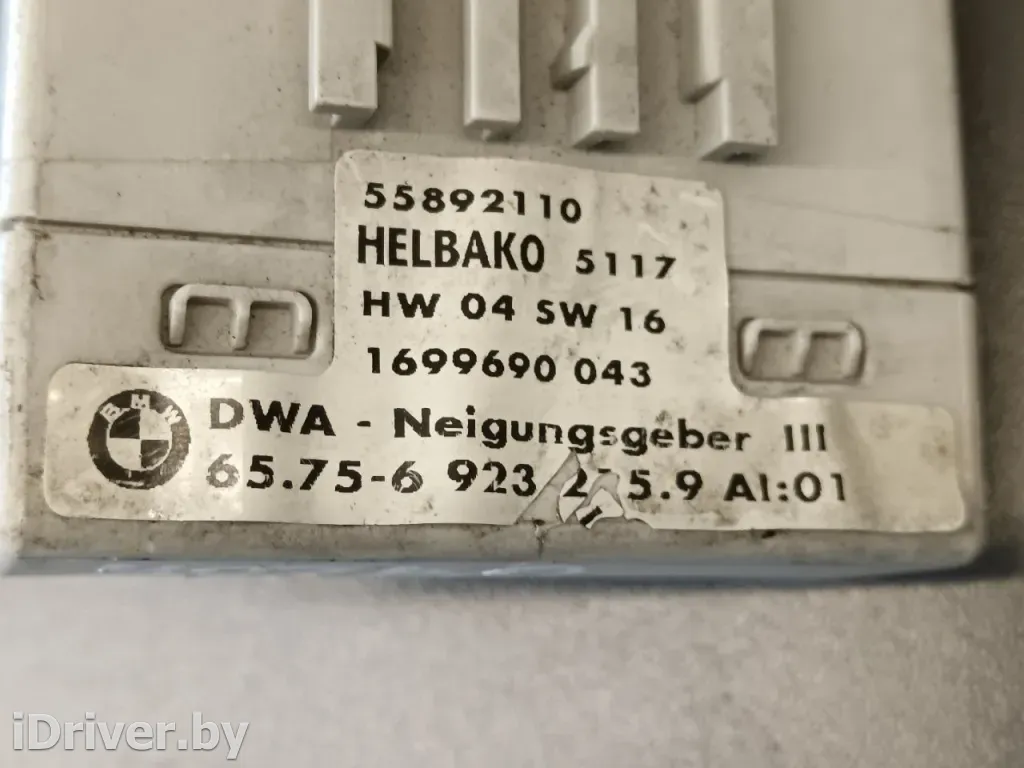 55892110
HELBAKO 5117
HW 04 SW 16
1699690 043
BMW
DWA - Neigungsgeber III
65.75-6 923 AI:01
iDriver.by